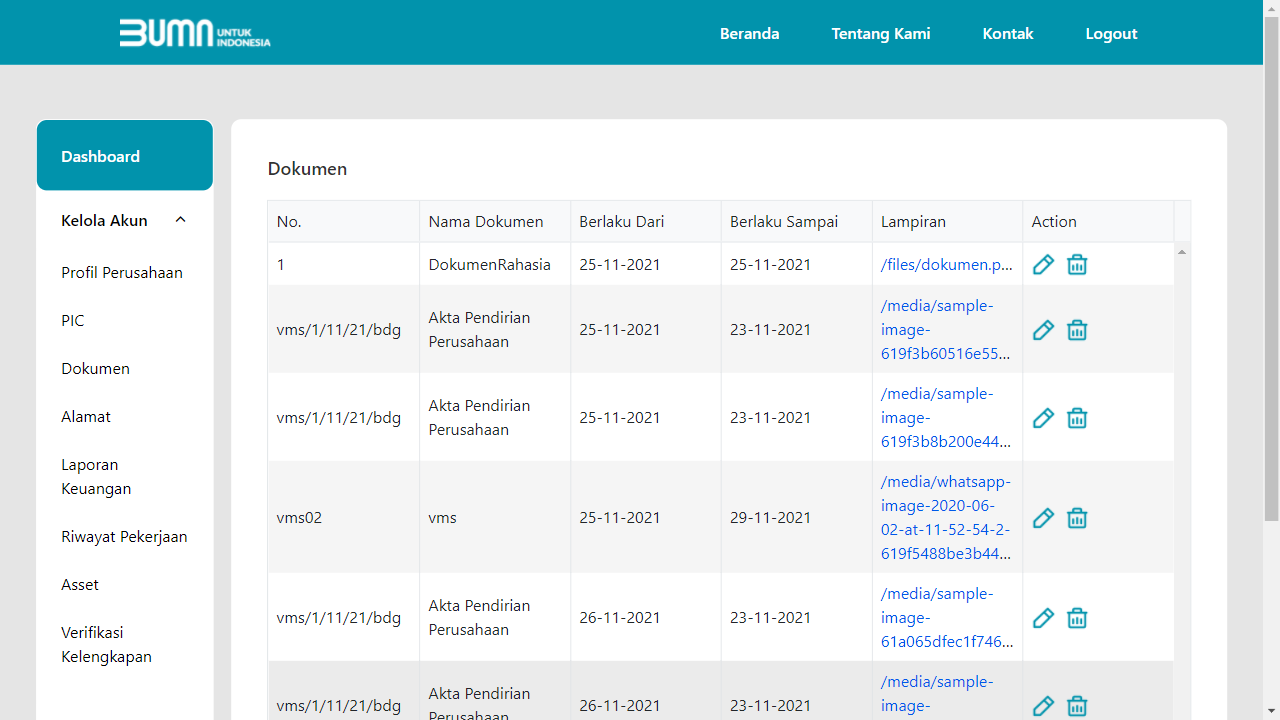 BUMN UNTUK INDONESIA
Beranda
Tentang Kami
Kontak
Logout
Dashboard
Kelola Akun
Profil Perusahaan
PIC
Dokumen
Alamat
Laporan
Keuangan
Riwayat Pekerjaan
Asset
Verifikasi
Kelengkapan
Dokumen
No. Nama Dokumen Berlaku Dari Berlaku Sampai Lampiran Action
1 DokumenRahasia 25-11-2021 25-11-2021 /files/dokumen.p...
vms/1/11/21/bdg
Akta Pendirian
Perusahaan
25-11-2021
23-11-2021
/media/sample-
image-
619f3b60516e55...
vms/1/11/21/bdg
Akta Pendirian
Perusahaan
25-11-2021
23-11-2021
/media/sample-
image-
619f3b8b200e44...
vms02
vms
25-11-2021
29-11-2021
/media/whatsapp-
image-2020-06-
02-at-11-52-54-2-
619f5488be3b44...
vms/1/11/21/bdg
Akta Pendirian
Perusahaan
26-11-2021
23-11-2021
/media/sample-
image-
61a065dfec1f746...
vms/1/11/21/bdg
Akta Pendirian
Perusahaan
26-11-2021
23-11-2021
/media/sample-
image-